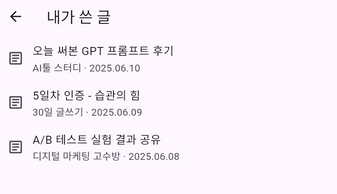 내가 쓴 글
오늘 써본 GPT 프롬프트 후기
AI툴 스터디 · 2025.06.10
5일차 인증 - 습관의 힘
30일 글쓰기 · 2025.06.09
A/B 테스트 실험 결과 공유
디지털 마케팅 고수방 · 2025.06.08